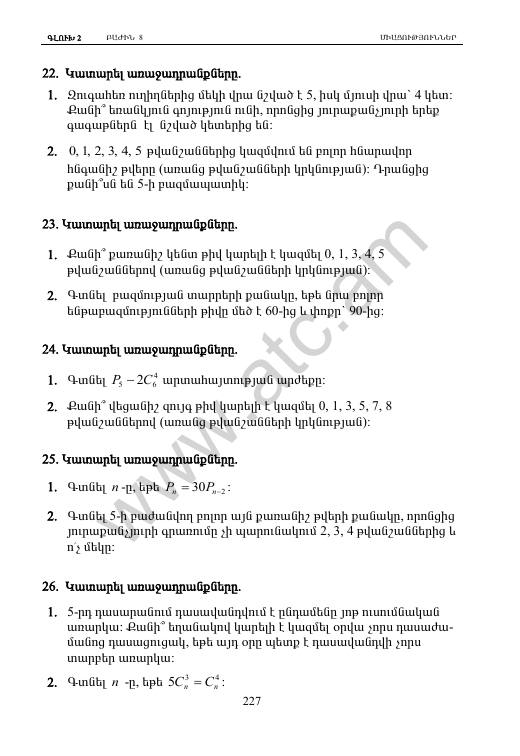 ԳԼՈՒԽ 2 ԲԱԺԻՆ 8 ՄԻԱՑՈՒԹՅՈՒՆՆԵՐ
22. Կատարել առաջադրանքները.
1. Զուգահեռ ուղիղներից մեկի վրա նշված է 5, իսկ մյուսի վրա՝ 4 կետ:
Քանի՞ եռանկյուն գոյություն ունի, որոնցից յուրաքանչյուրի երեք
գագաթներն էլ նշված կետերից են:
2. 0, 1, 2, 3, 4, 5 թվանշաններից կազմվում են բոլոր հնարավոր
հնգանիշ թվերը (առանց թվանշանների կրկնության): Դրանցից
քանի՞սն են 5-ի բազմապատիկ:
23. Կատարել առաջադրանքները.
1. Քանի՞ քառանիշ կենտ թիվ կարելի է կազմել 0, 1, 3, 4, 5
թվանշաններով (առանց թվանշանների կրկնության):
2. Գտնել բազմության տարրերի քանակը, եթե նրա բոլոր
ենթաբազմությունների թիվը մեծ է 60-ից և փոքր՝ 90-ից:
24. Կատարել առաջադրանքները.
1. Գտնել P₅ − 2C₆⁴ արտահայտության արժեքը:
2. Քանի՞ վեցանիշ զույգ թիվ կարելի է կազմել 0, 1, 3, 5, 7, 8
թվանշաններով (առանց թվանշանների կրկնության):
25. Կատարել առաջադրանքները.
1. Գտնել n -ը, եթե Pₙ = 30Pₙ₋₂ :
2. Գտնել 5-ի բաժանվող բոլոր այն քառանիշ թվերի քանակը, որոնցից
յուրաքանչյուրի գրառումը չի պարունակում 2, 3, 4 թվանշաններից և
ո՛չ մեկը:
26. Կատարել առաջադրանքները.
1. 5-րդ դասարանում դասավանդվում է ընդամենը յոթ ուսումնական
առարկա: Քանի՞ եղանակով կարելի է կազմել օրվա չորս դասաժա-
մանոց դասացուցակ, եթե այդ օրը պետք է դասավանդվի չորս
տարբեր առարկա:
2. Գտնել n -ը, եթե 5Cₙ³ = Cₙ⁴ :
227
www.atc.am